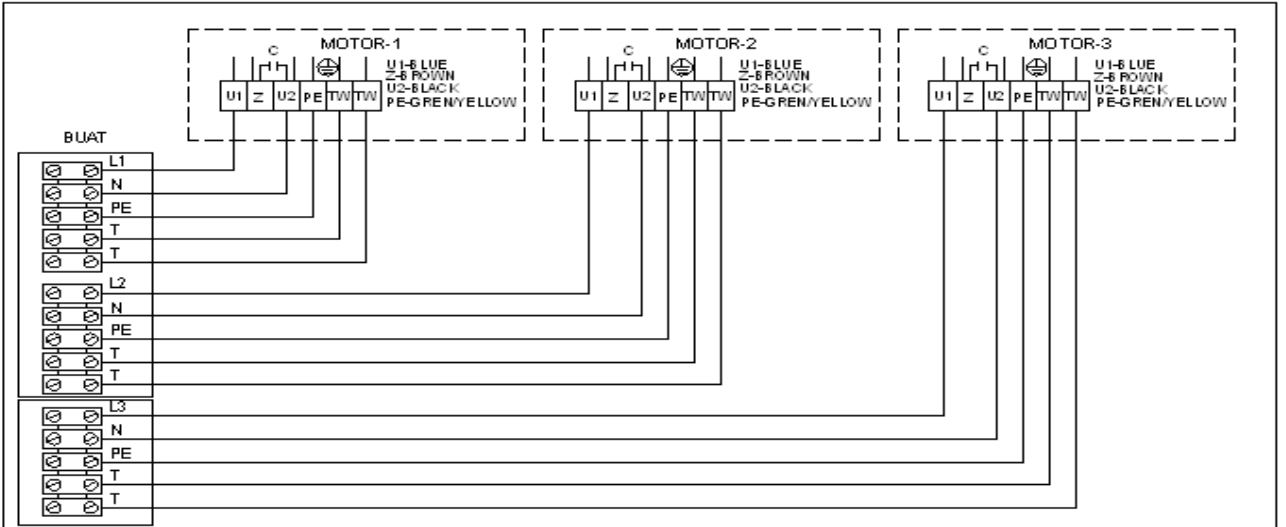 MOTOR-1
C
U1-BLUE
Z-BROWN
U2-BLACK
PE-GREN/YELLOW
U1 Z U2 PE TW TW
MOTOR-2
C
U1-BLUE
Z-BROWN
U2-BLACK
PE-GREN/YELLOW
U1 Z U2 PE TW TW
MOTOR-3
C
U1-BLUE
Z-BROWN
U2-BLACK
PE-GREN/YELLOW
U1 Z U2 PE TW TW
BUAT
L1
N
PE
T
T
L2
N
PE
T
T
L3
N
PE
T
T